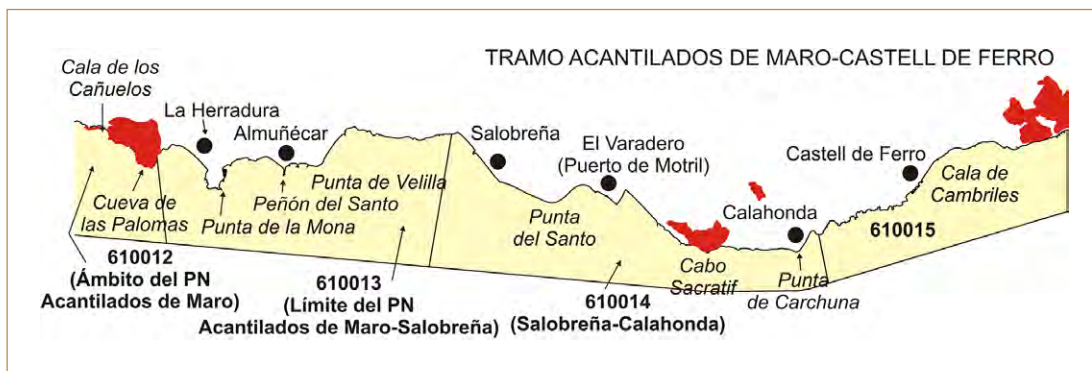 TRAMO ACANTILADOS DE MARO-CASTELL DE FERRO
Cala de los
Cañuelos
La Herradura
Almuñécar
Salobreña
El Varadero
(Puerto de Motril)
Castell de Ferro
Calahonda
Cueva de
las Palomas
Punta de la Mona
Peñón del Santo
Punta de Velilla
Punta
del Santo
Cabo
Sacratif
Punta
de Carchuna
Cala de
Cambriles
610012
(Ámbito del PN
Acantilados de Maro)
610013
(Límite del PN
Acantilados de Maro-Salobreña)
610014
(Salobreña-Calahonda)
610015